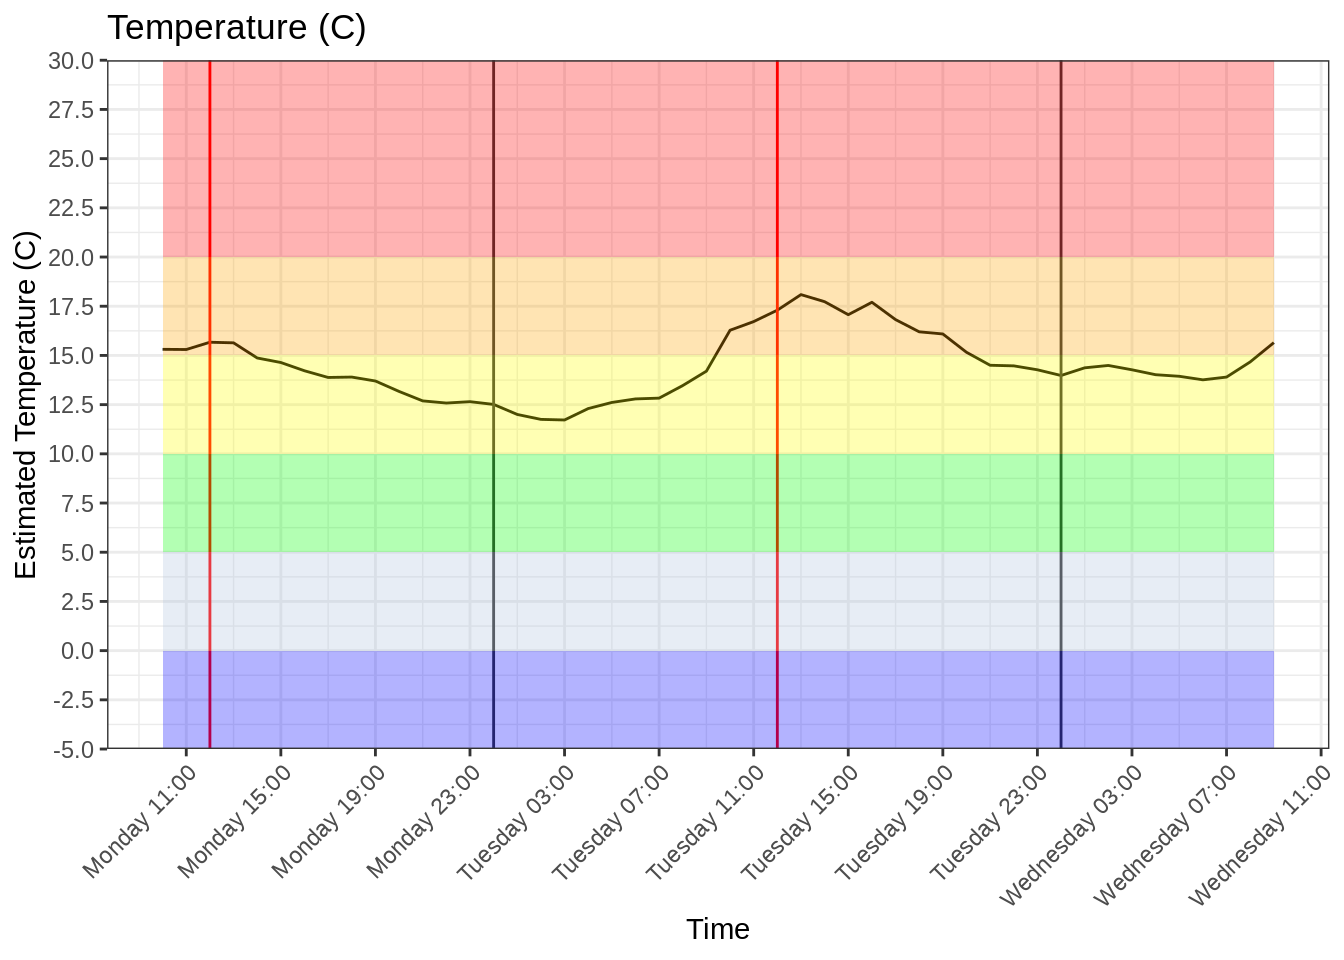 Temperature (C)
Estimated Temperature (C)
30.0
27.5
25.0
22.5
20.0
17.5
15.0
12.5
10.0
7.5
5.0
2.5
0.0
-2.5
-5.0
Monday 11:00
Monday 15:00
Monday 19:00
Monday 23:00
Tuesday 03:00
Tuesday 07:00
Tuesday 11:00
Tuesday 15:00
Tuesday 19:00
Tuesday 23:00
Wednesday 03:00
Wednesday 07:00
Wednesday 11:00
Time